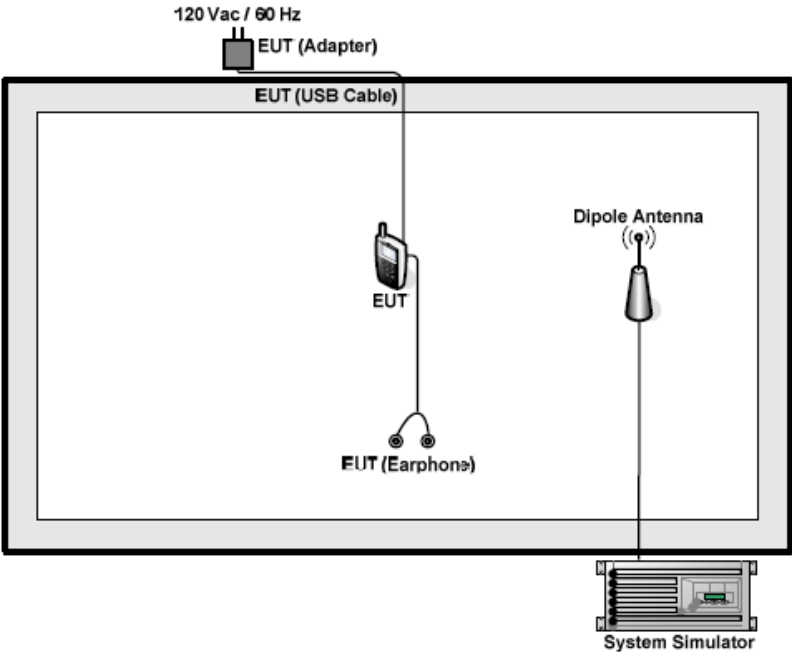 120 Vac / 60 Hz
EUT (Adapter)
EUT (USB Cable)
Dipole Antenna
EUT
EUT (Earphone)
System Simulator